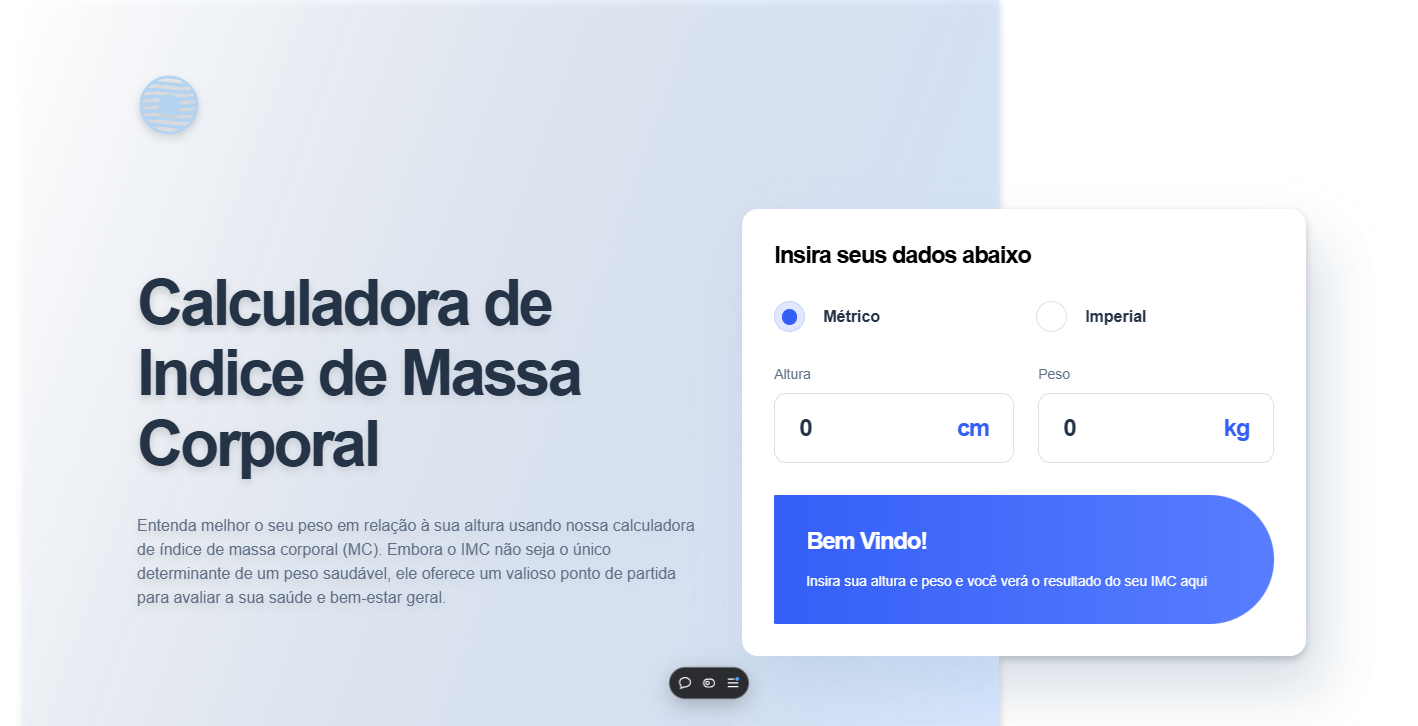 Calculadora de
Indice de Massa
Corporal
Entenda melhor o seu peso em relação à sua altura usando nossa calculadora
de índice de massa corporal (MC). Embora o IMC não seja o único
determinante de um peso saudável, ele oferece um valioso ponto de partida
para avaliar a sua saúde e bem-estar geral.
Insira seus dados abaixo
Métrico Imperial
Altura Peso
0 cm 0 kg
Bem Vindo!
Insira sua altura e peso e você verá o resultado do seu IMC aqui